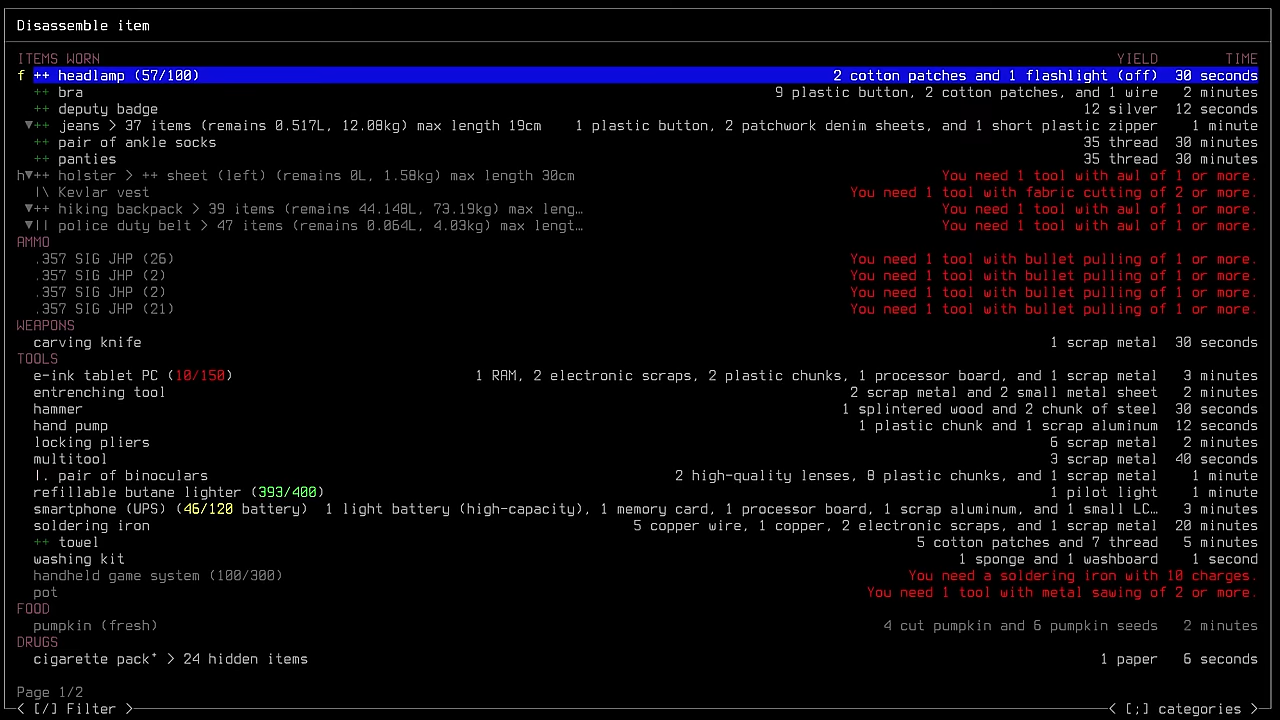 Disassemble item
ITEMS WORN YIELD TIME
f ++ headlamp (57/100) 2 cotton patches and 1 flashlight (off) 30 seconds
++ bra 9 plastic button, 2 cotton patches, and 1 wire 2 minutes
++ deputy badge 12 silver 12 seconds
▼++ jeans > 37 items (remains 0.517L, 12.08kg) max length 19cm 1 plastic button, 2 patchwork denim sheets, and 1 short plastic zipper 1 minute
++ pair of ankle socks 35 thread 30 minutes
++ panties 35 thread 30 minutes
h▼++ holster > ++ sheet (left) (remains 0L, 1.58kg) max length 30cm You need 1 tool with awl of 1 or more.
|\ Kevlar vest You need 1 tool with fabric cutting of 2 or more.
▼++ hiking backpack > 39 items (remains 44.148L, 73.19kg) max leng… You need 1 tool with awl of 1 or more.
▼|| police duty belt > 47 items (remains 0.064L, 4.03kg) max lengt… You need 1 tool with awl of 1 or more.
AMMO
.357 SIG JHP (26) You need 1 tool with bullet pulling of 1 or more.
.357 SIG JHP (2) You need 1 tool with bullet pulling of 1 or more.
.357 SIG JHP (2) You need 1 tool with bullet pulling of 1 or more.
.357 SIG JHP (21) You need 1 tool with bullet pulling of 1 or more.
WEAPONS
carving knife 1 scrap metal 30 seconds
TOOLS
e-ink tablet PC (10/150) 1 RAM, 2 electronic scraps, 2 plastic chunks, 1 processor board, and 1 scrap metal 3 minutes
entrenching tool 2 scrap metal and 2 small metal sheet 2 minutes
hammer 1 splintered wood and 2 chunk of steel 30 seconds
hand pump 1 plastic chunk and 1 scrap aluminum 12 seconds
locking pliers 6 scrap metal 2 minutes
multitool 3 scrap metal 40 seconds
|. pair of binoculars 2 high-quality lenses, 8 plastic chunks, and 1 scrap metal 1 minute
refillable butane lighter (393/400) 1 pilot light 1 minute
smartphone (UPS) (46/120 battery) 1 light battery (high-capacity), 1 memory card, 1 processor board, 1 scrap aluminum, and 1 small LC… 3 minutes
soldering iron 5 copper wire, 1 copper, 2 electronic scraps, and 1 scrap metal 20 minutes
++ towel 5 cotton patches and 7 thread 5 minutes
washing kit 1 sponge and 1 washboard 1 second
handheld game system (100/300) You need a soldering iron with 10 charges.
pot You need 1 tool with metal sawing of 2 or more.
FOOD
pumpkin (fresh) 4 cut pumpkin and 6 pumpkin seeds 2 minutes
DRUGS
cigarette pack⁺ > 24 hidden items 1 paper 6 seconds
Page 1/2
< [/] Filter > < [;] categories >